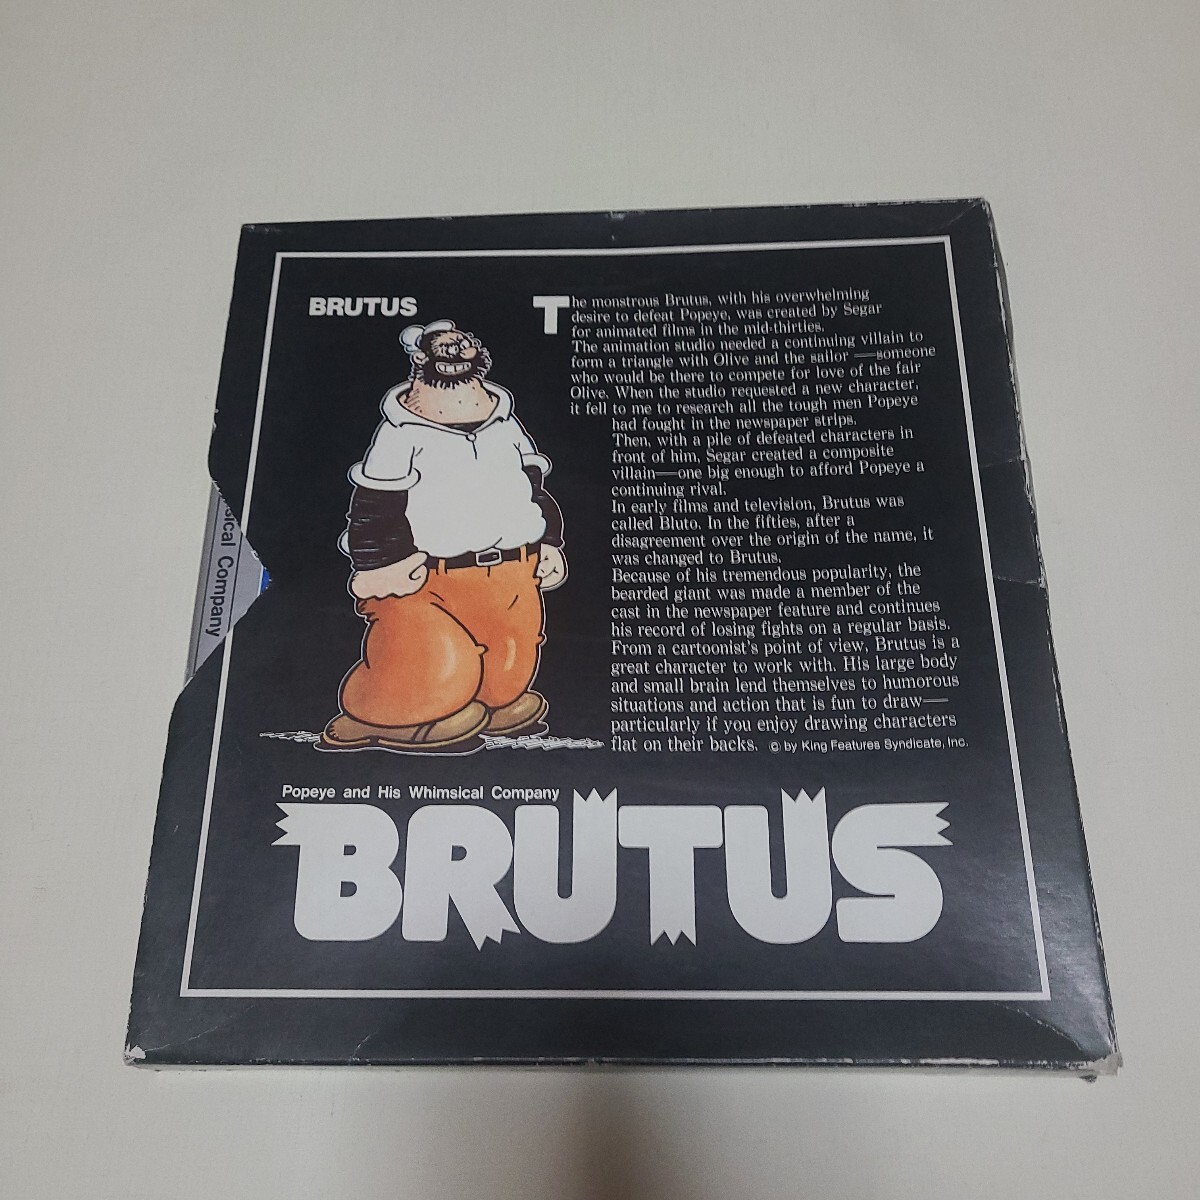 BRUTUS
The monstrous Brutus, with his overwhelming
desire to defeat Popeye, was created by Segar
for animated films in the mid-thirties.
The animation studio needed a continuing villain to
form a triangle with Olive and the sailor —someone
who would be there to compete for love of the fair
Olive. When the studio requested a new character,
it fell to me to research all the tough men Popeye
had fought in the newspaper strips.
Then, with a pile of defeated characters in
front of him, Segar created a composite
villain—one big enough to afford Popeye a
continuing rival.
In early films and television, Brutus was
called Bluto. In the fifties, after a
disagreement over the origin of the name, it
was changed to Brutus.
Because of his tremendous popularity, the
bearded giant was made a member of the
cast in the newspaper feature and continues
his record of losing fights on a regular basis.
From a cartoonist's point of view, Brutus is a
great character to work with. His large body
and small brain lend themselves to humorous
situations and action that is fun to draw—
particularly if you enjoy drawing characters
flat on their backs. © by King Features Syndicate, Inc.
Popeye and His Whimsical Company
BRUTUS
sical Company